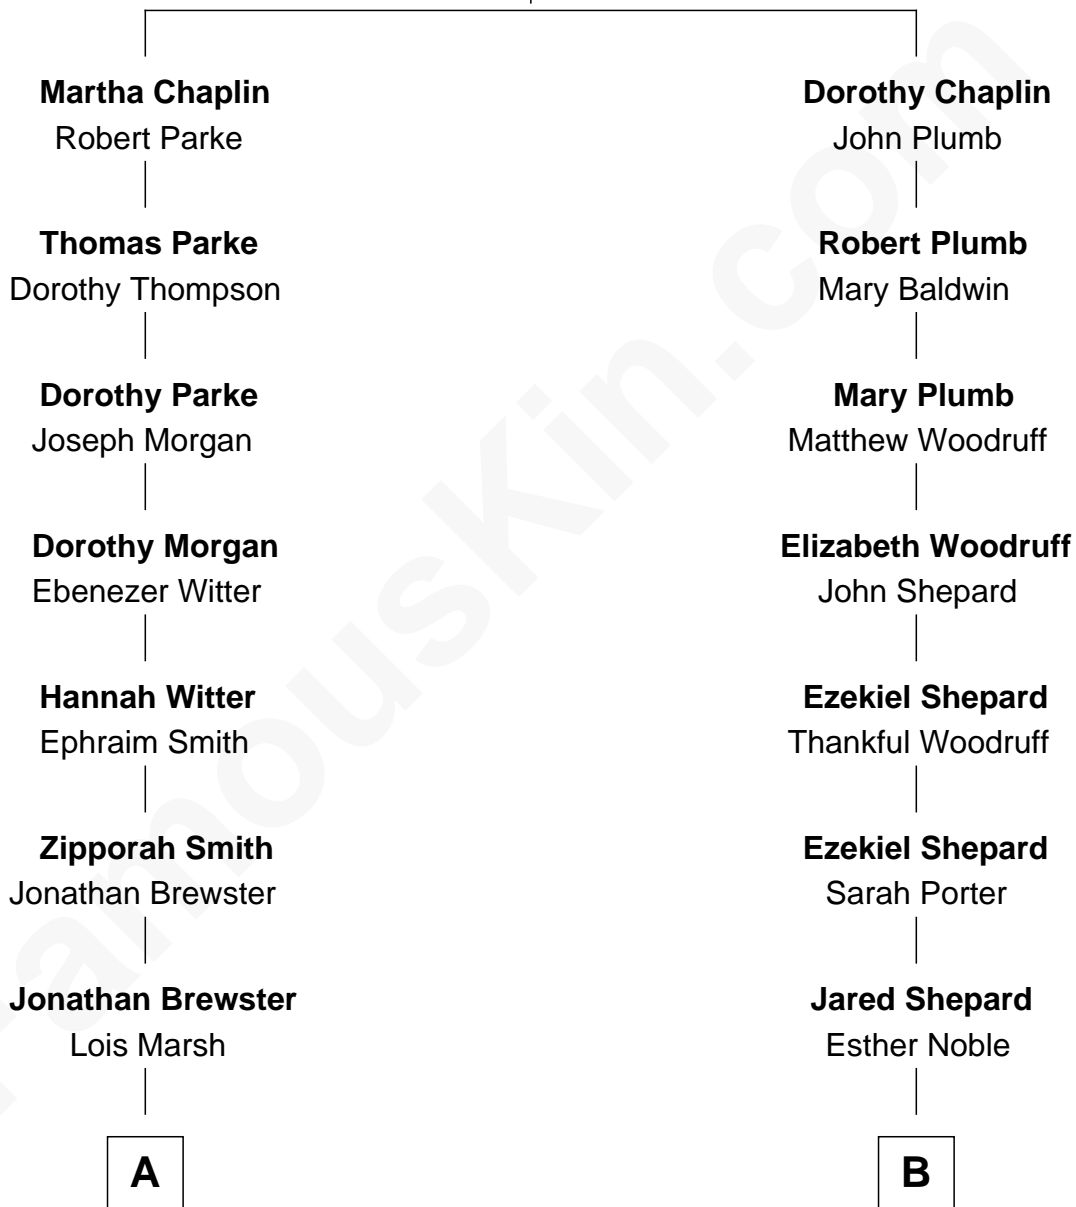 Martha Chaplin
Robert Parke
Thomas Parke
Dorothy Thompson
Dorothy Parke
Joseph Morgan
Dorothy Morgan
Ebenezer Witter
Hannah Witter
Ephraim Smith
Zipporah Smith
Jonathan Brewster
Jonathan Brewster
Lois Marsh
A
Dorothy Chaplin
John Plumb
Robert Plumb
Mary Baldwin
Mary Plumb
Matthew Woodruff
Elizabeth Woodruff
John Shepard
Ezekiel Shepard
Thankful Woodruff
Ezekiel Shepard
Sarah Porter
Jared Shepard
Esther Noble
B
FamousKin.com